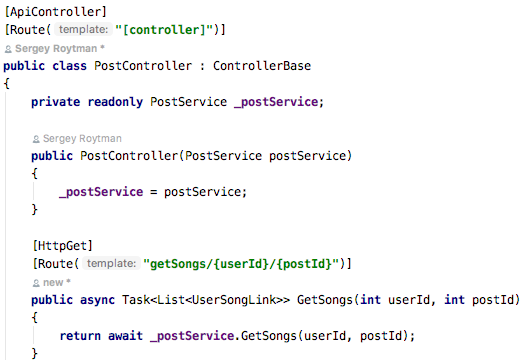 [ApiController]
[Route( template: "[controller]")]
Sergey Roytman *
public class PostController : ControllerBase
{
private readonly PostService _postService;
Sergey Roytman
public PostController(PostService postService)
{
_postService = postService;
}
[HttpGet]
[Route( template: "getSongs/{userId}/{postId}")]
new *
public async Task<List<UserSongLink>> GetSongs(int userId, int postId)
{
return await _postService.GetSongs(userId, postId);
}